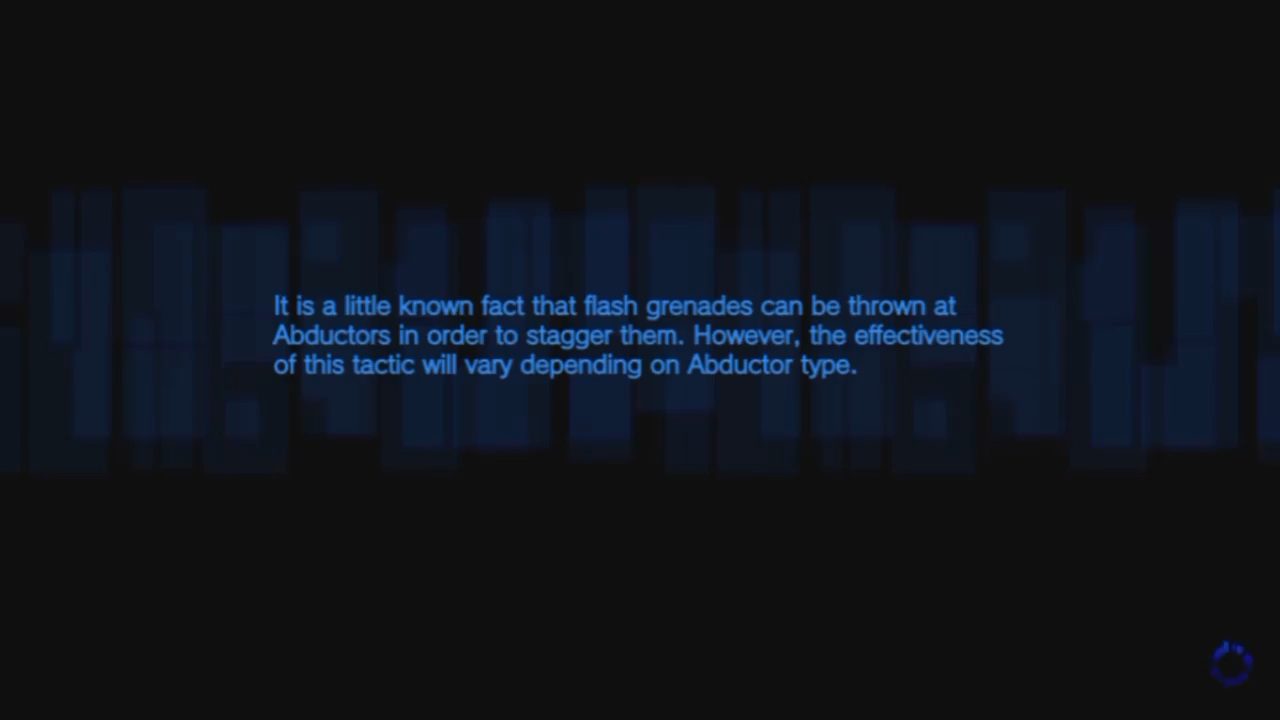 It is a little known fact that flash grenades can be thrown at
Abductors in order to stagger them. However, the effectiveness
of this tactic will vary depending on Abductor type.